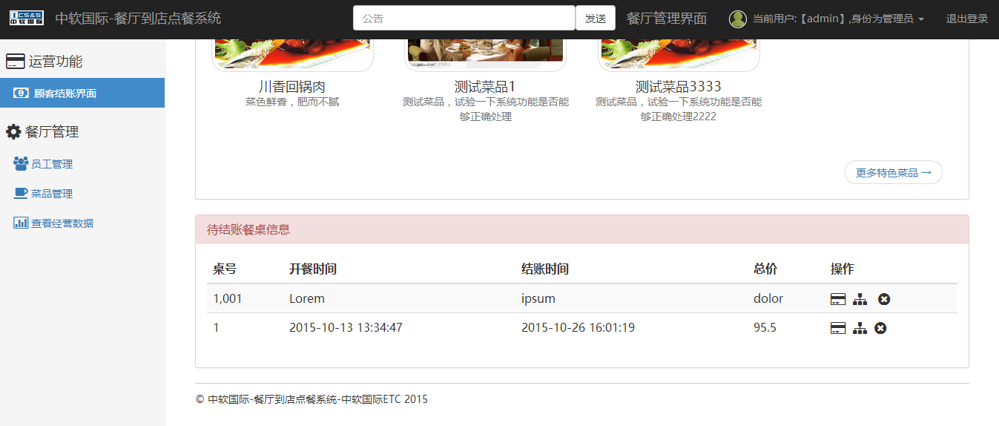 CS&S
中软国际
中软国际-餐厅到店点餐系统
公告
发送
餐厅管理界面
当前用户:【admin】,身份为管理员
退出登录
运营功能
顾客结账界面
餐厅管理
员工管理
菜品管理
查看经营数据
川香回锅肉
菜色鲜香，肥而不腻
测试菜品1
测试菜品，试验一下系统功能是否能
够正确处理
测试菜品3333
测试菜品，试验一下系统功能是否能
够正确处理2222
更多特色菜品 →
待结账餐桌信息
桌号 开餐时间 结账时间 总价 操作
1,001 Lorem ipsum dolor
1 2015-10-13 13:34:47 2015-10-26 16:01:19 95.5
© 中软国际-餐厅到店点餐系统-中软国际ETC 2015